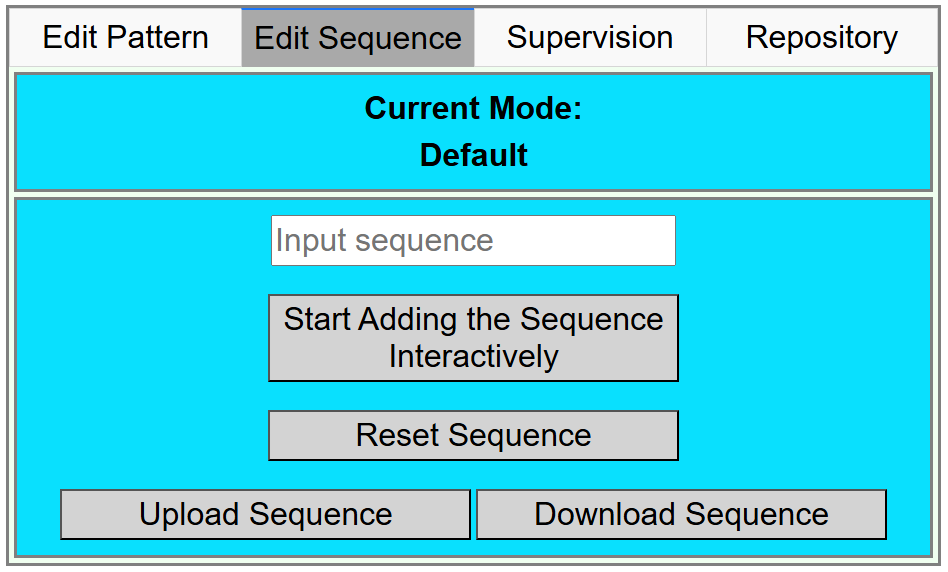 Edit Pattern Edit Sequence Supervision Repository
Current Mode:
Default
Input sequence
Start Adding the Sequence
Interactively
Reset Sequence
Upload Sequence Download Sequence